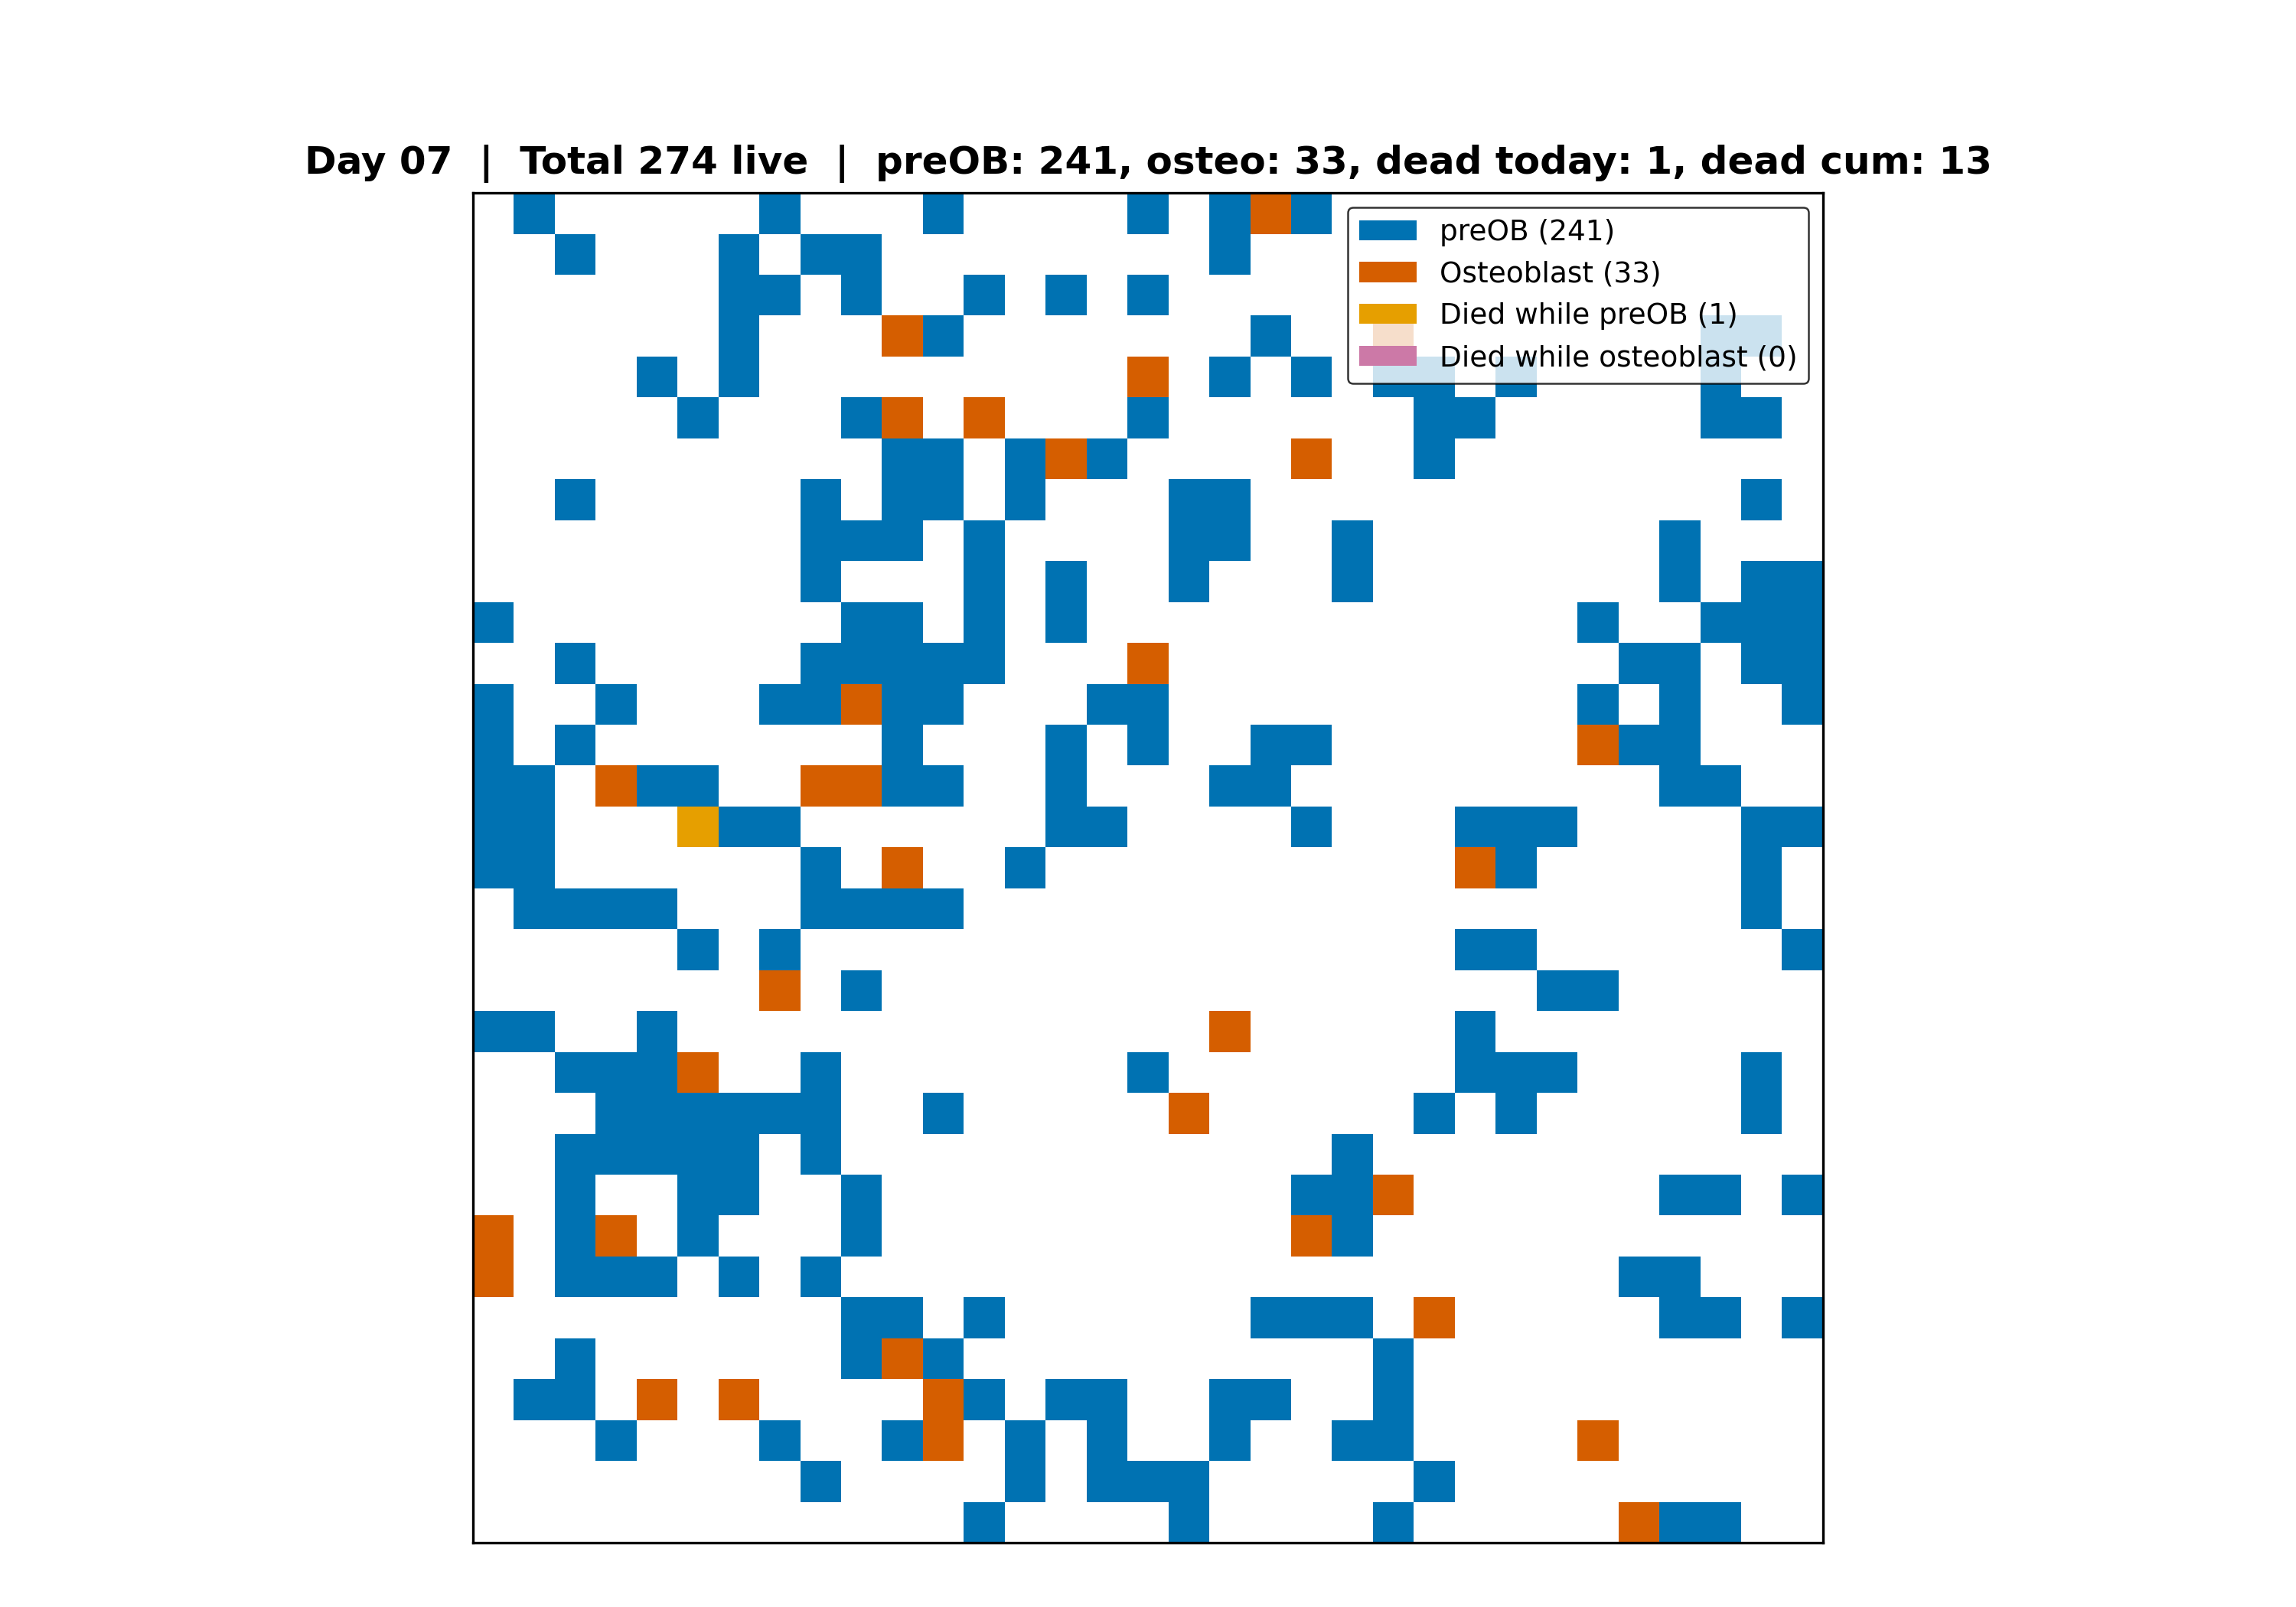 Day 07 | Total 274 live | preOB: 241, osteo: 33, dead today: 1, dead cum: 13
preOB (241)
Osteoblast (33)
Died while preOB (1)
Died while osteoblast (0)